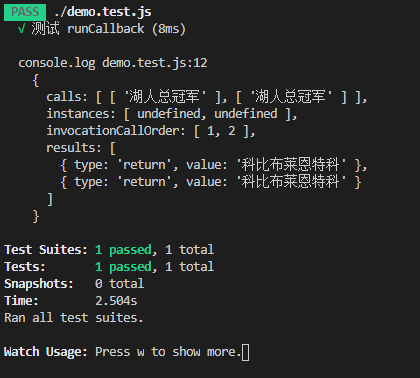 PASS ./demo.test.js
√ 测试 runCallback (8ms)
console.log demo.test.js:12
{
calls: [ [ '湖人总冠军' ], [ '湖人总冠军' ] ],
instances: [ undefined, undefined ],
invocationCallOrder: [ 1, 2 ],
results: [
{ type: 'return', value: '科比布莱恩特科' },
{ type: 'return', value: '科比布莱恩特科' }
]
}
Test Suites: 1 passed, 1 total
Tests: 1 passed, 1 total
Snapshots: 0 total
Time: 2.504s
Ran all test suites.
Watch Usage: Press w to show more.